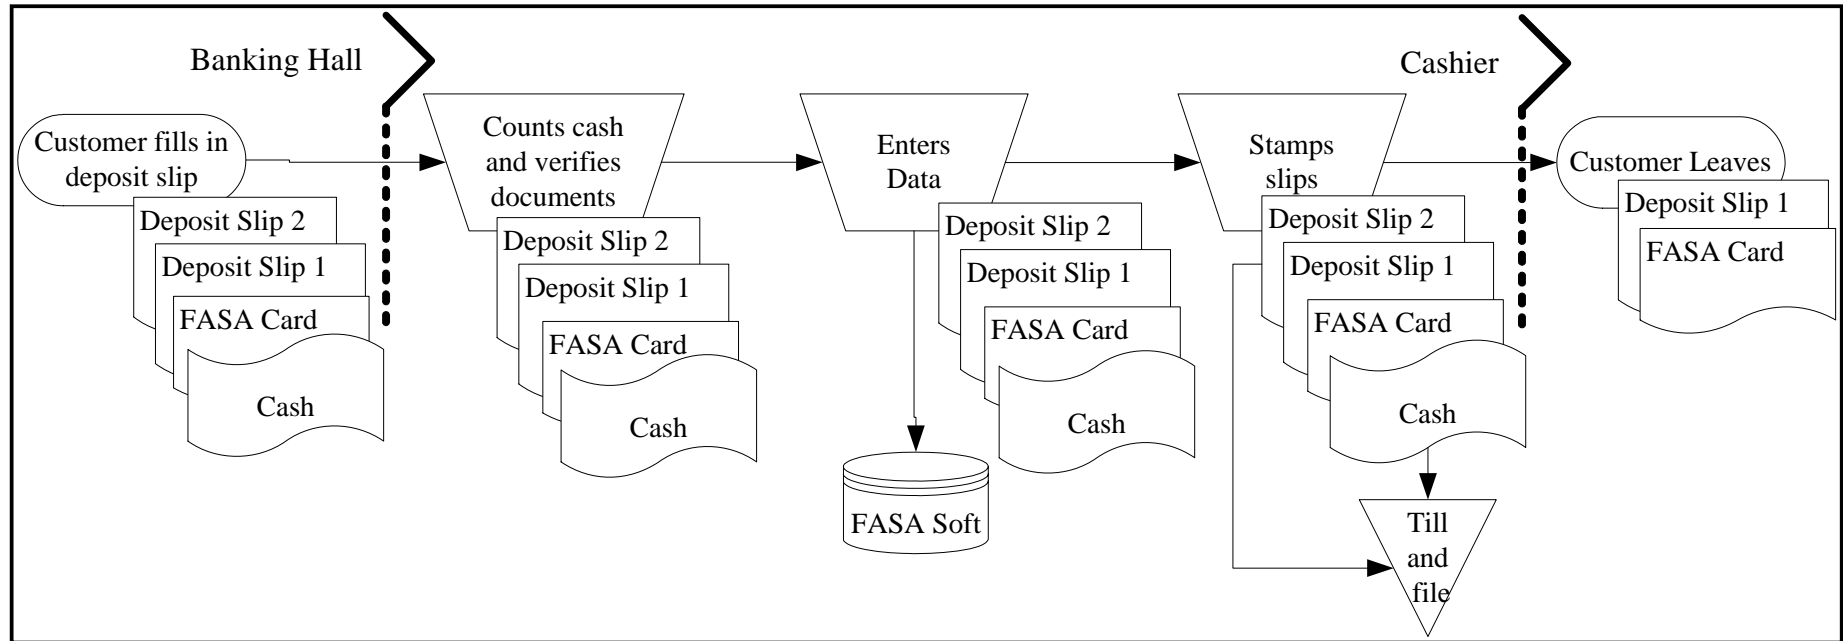 Banking Hall
Cashier
Customer fills in
deposit slip
Deposit Slip 2
Deposit Slip 1
FASA Card
Cash
Counts cash
and verifies
documents
Deposit Slip 2
Deposit Slip 1
FASA Card
Cash
Enters
Data
Deposit Slip 2
Deposit Slip 1
FASA Card
Cash
FASA Soft
Stamps
slips
Deposit Slip 2
Deposit Slip 1
FASA Card
Cash
Till
and
file
Customer Leaves
Deposit Slip 1
FASA Card